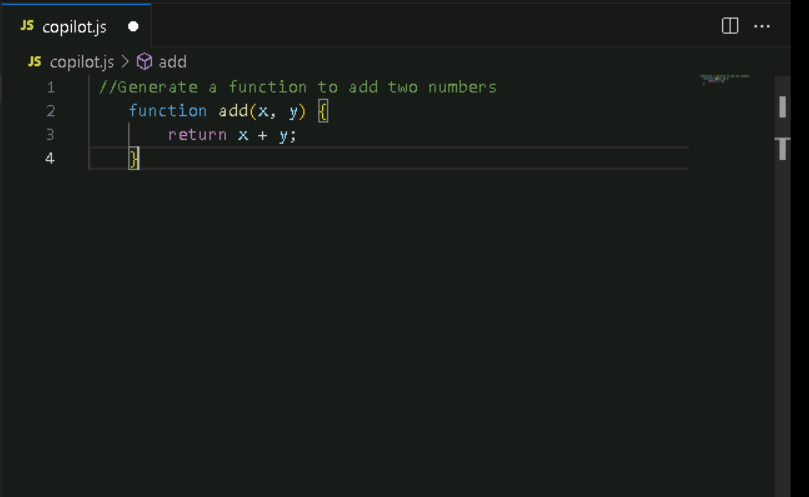 JS copilot.js
JS copilot.js > add
1 //Generate a function to add two numbers
2 function add(x, y) {
3 return x + y;
4 }